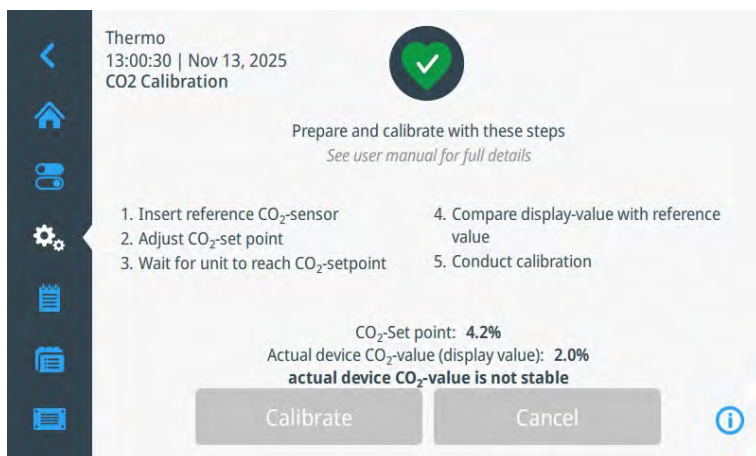 Thermo
13:00:30 | Nov 13, 2025
CO2 Calibration
Prepare and calibrate with these steps
See user manual for full details
1. Insert reference CO₂-sensor
2. Adjust CO₂-set point
3. Wait for unit to reach CO₂-setpoint
4. Compare display-value with reference
value
5. Conduct calibration
CO₂-Set point: 4.2%
Actual device CO₂-value (display value): 2.0%
actual device CO₂-value is not stable
Calibrate
Cancel